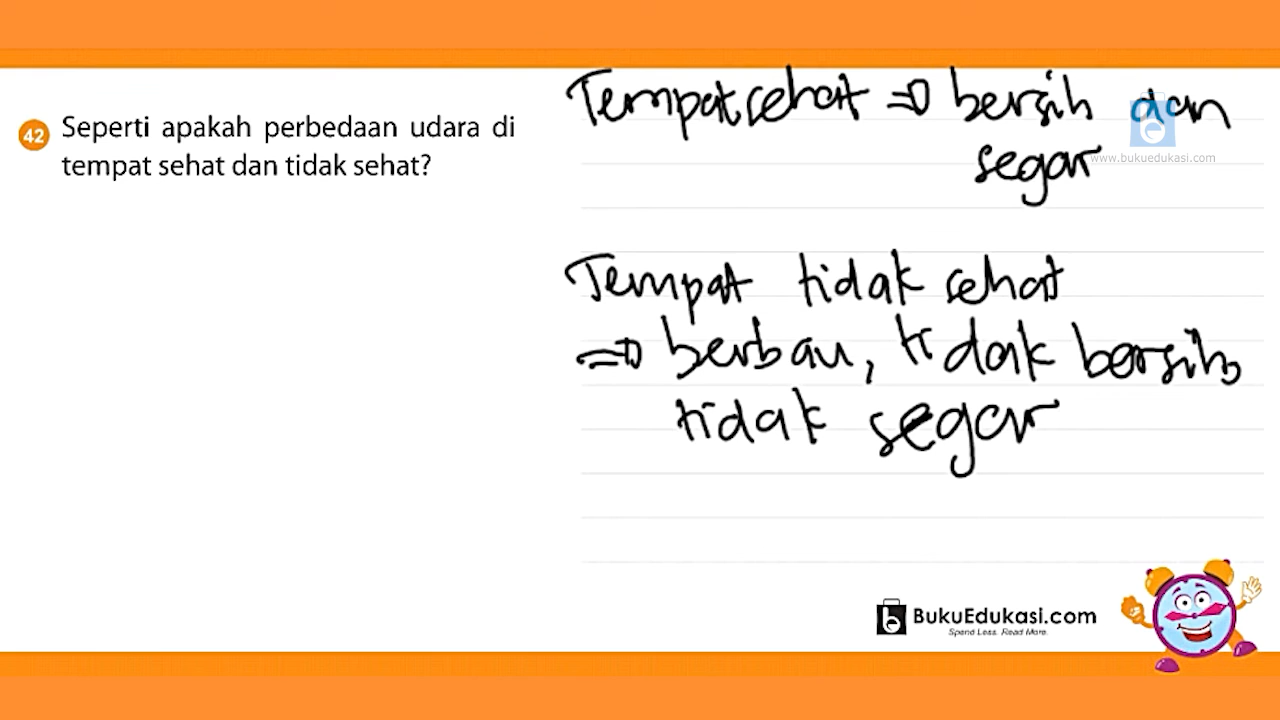 42 Seperti apakah perbedaan udara di
tempat sehat dan tidak sehat?
Tempat sehat ⇒ bersih dan
segar
www.bukuedukasi.com
Tempat tidak sehat
⇒ berbau, tidak bersih,
tidak segar
BukuEdukasi.com
Spend Less. Read More.